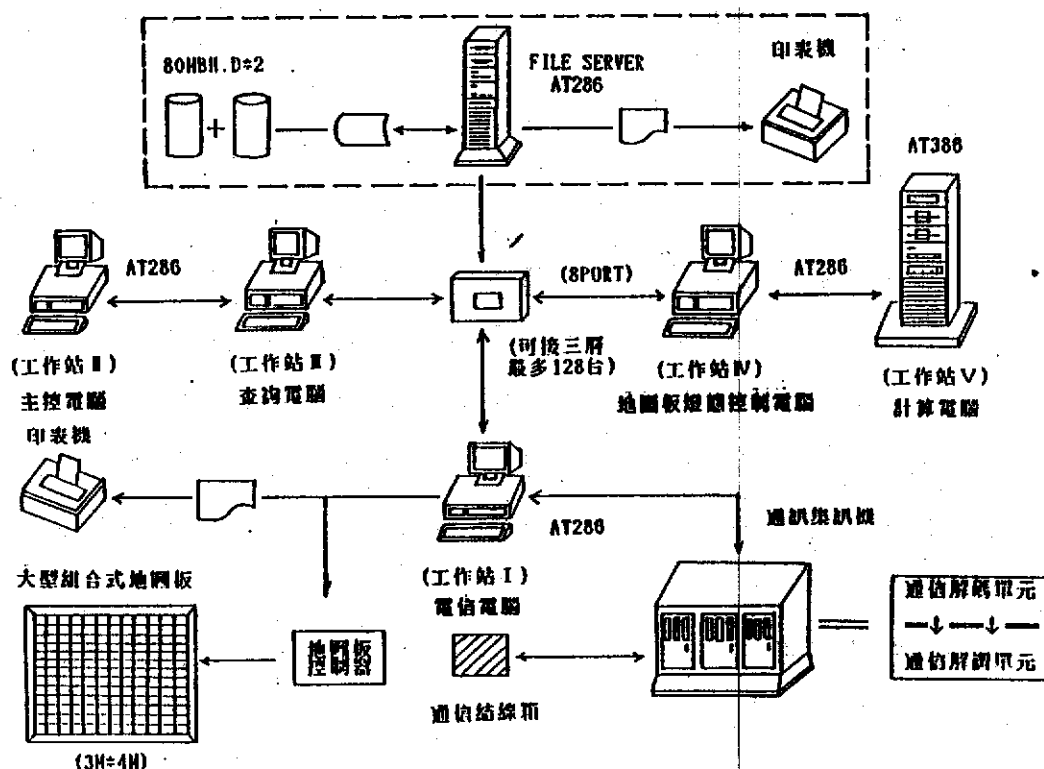 80MBH.D*2
FILE SERVER
AT286
印表機
AT386
AT286
(8PORT)
AT286
(可接三層
最多128台)
(工作站Ⅱ)
主控電腦
(工作站Ⅲ)
查詢電腦
(工作站Ⅳ)
地圖板燈態控制電腦
(工作站Ⅴ)
計算電腦
印表機
AT286
通訊集訊機
大型組合式地圖板
(工作站Ⅰ)
電信電腦
地圖板
控制器
通信解碼單元
通信解調單元
通信結線箱
(3M*4M)